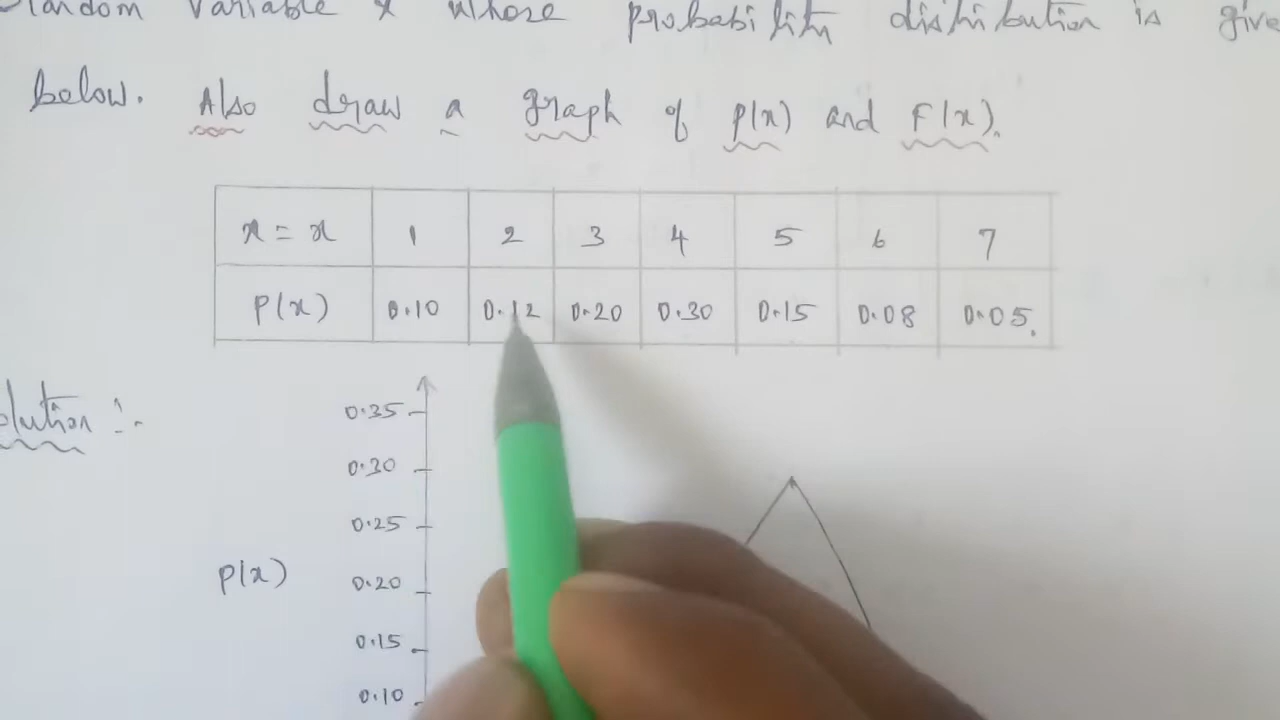 Random variable x whose probability distribution is give
below. Also draw a graph of p(x) and F(x).
x = x 1 2 3 4 5 6 7
P(x) 0.10 0.12 0.20 0.30 0.15 0.08 0.05.
olution :-
0.35
0.30
0.25
P(x) 0.20
0.15
0.10